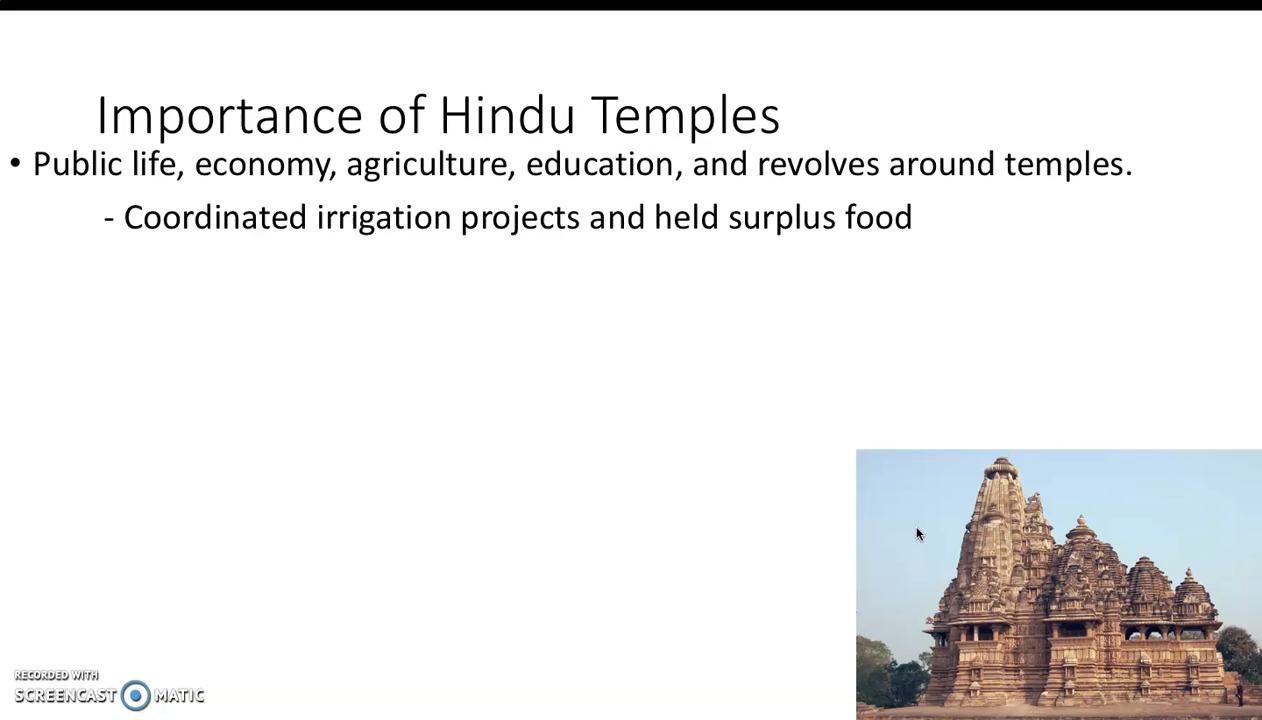 Importance of Hindu Temples
• Public life, economy, agriculture, education, and revolves around temples.
- Coordinated irrigation projects and held surplus food
RECORDED WITH
SCREENCAST MATIC